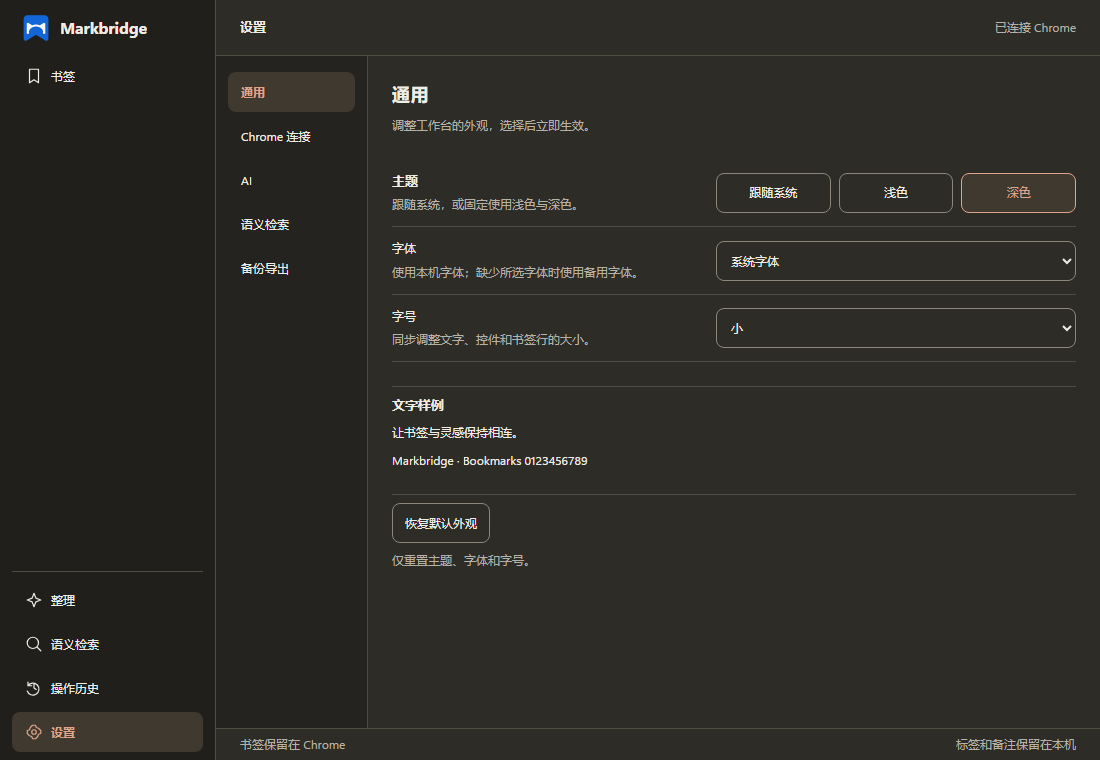 Markbridge
书签
整理
语义检索
操作历史
设置
设置
已连接 Chrome
通用
Chrome 连接
AI
语义检索
备份导出
通用
调整工作台的外观，选择后立即生效。
主题
跟随系统，或固定使用浅色与深色。
跟随系统
浅色
深色
字体
使用本机字体；缺少所选字体时使用备用字体。
系统字体
字号
同步调整文字、控件和书签行的大小。
小
文字样例
让书签与灵感保持相连。
Markbridge · Bookmarks 0123456789
恢复默认外观
仅重置主题、字体和字号。
书签保留在 Chrome
标签和备注保留在本机